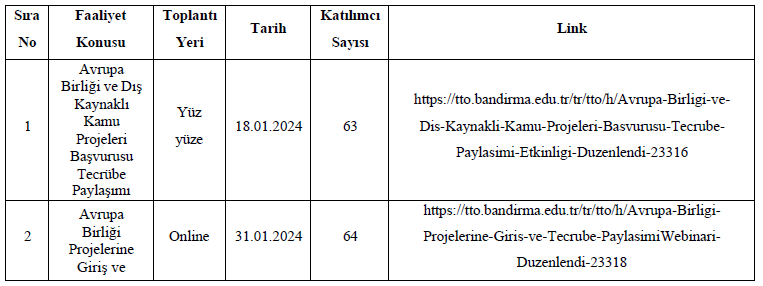 Sıra No
Faaliyet Konusu
Toplantı Yeri
Tarih
Katılımcı Sayısı
Link
1
Avrupa
Birliği ve Dış
Kaynaklı
Kamu
Projeleri
Başvurusu
Tecrübe
Paylaşımı
Yüz
yüze
18.01.2024
63
https://tto.bandirma.edu.tr/tr/tto/h/Avrupa-Birligi-ve-
Dis-Kaynakli-Kamu-Projeleri-Basvurusu-Tecrube-
Paylasimi-Etkinligi-Duzenlendi-23316
2
Avrupa
Birliği
Projelerine
Giriş ve
Online
31.01.2024
64
https://tto.bandirma.edu.tr/tr/tto/h/Avrupa-Birligi-
Projelerine-Giris-ve-Tecrube-PaylasimiWebinari-
Duzenlendi-23318